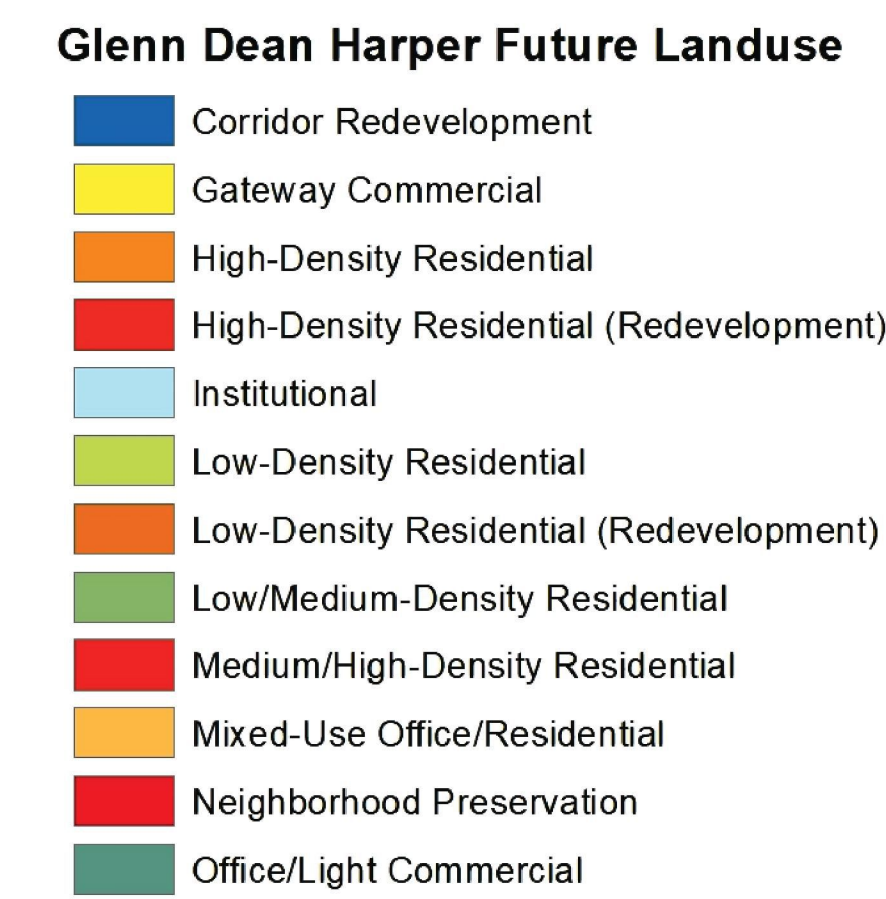 Glenn Dean Harper Future Landuse
Corridor Redevelopment
Gateway Commercial
High-Density Residential
High-Density Residential (Redevelopment)
Institutional
Low-Density Residential
Low-Density Residential (Redevelopment)
Low/Medium-Density Residential
Medium/High-Density Residential
Mixed-Use Office/Residential
Neighborhood Preservation
Office/Light Commercial